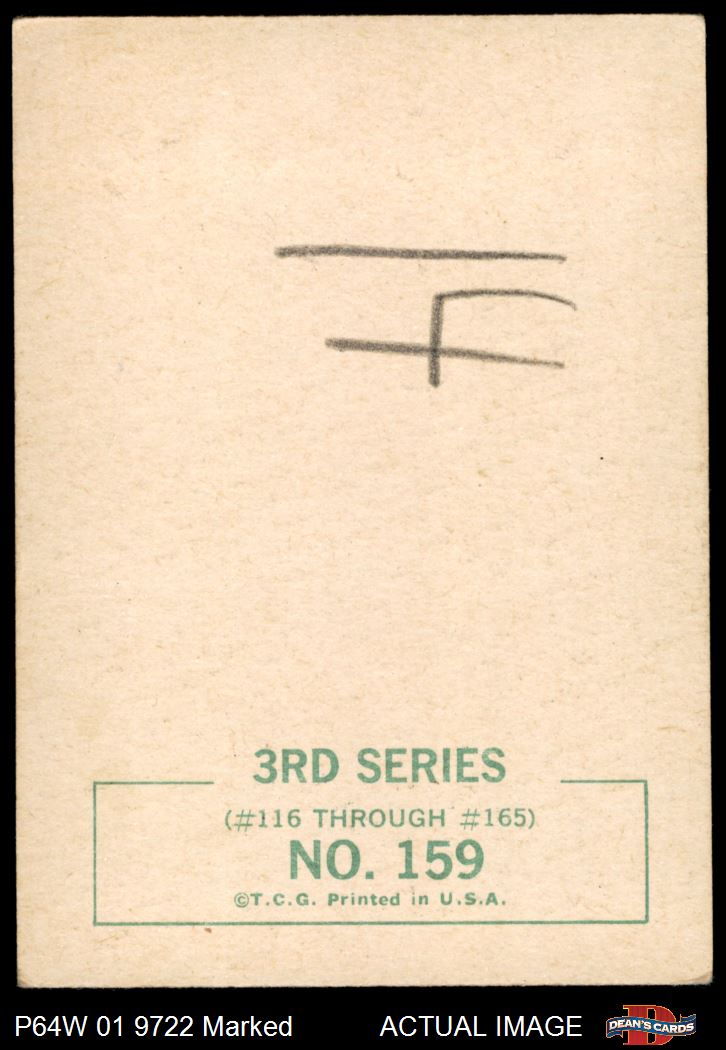 F
3RD SERIES
(#116 THROUGH #165)
NO. 159
©T.C.G. Printed in U.S.A.
P64W 01 9722 Marked
ACTUAL IMAGE
D
DEAN'S CARDS